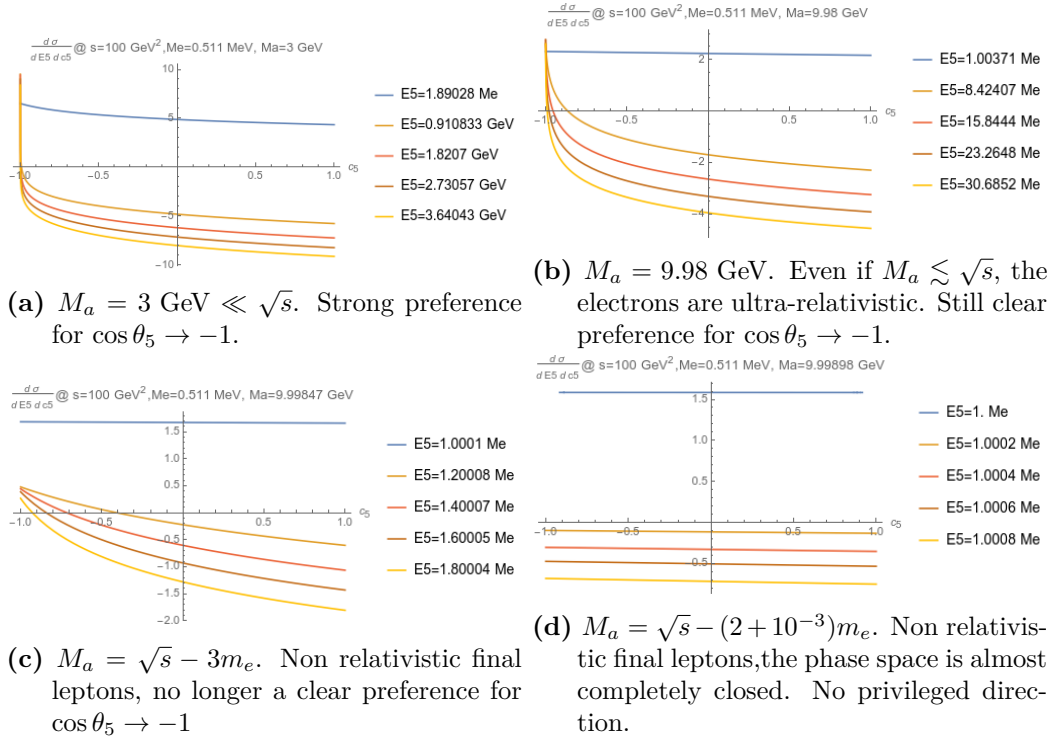 dσ
dE5 dc5
@ s=100 GeV²,Me=0.511 MeV, Ma=3 GeV
10
5
-1.0
-0.5
0.5
1.0
c₅
-5
-10
E5=1.89028 Me
E5=0.910833 GeV
E5=1.8207 GeV
E5=2.73057 GeV
E5=3.64043 GeV
(a) Mₐ = 3 GeV ≪ √s. Strong preference
for cos θ₅ → −1.
dσ
dE5 dc5
@ s=100 GeV²,Me=0.511 MeV, Ma=9.98 GeV
2
-1.0
-0.5
0.5
1.0
c₅
-2
-4
E5=1.00371 Me
E5=8.42407 Me
E5=15.8444 Me
E5=23.2648 Me
E5=30.6852 Me
(b) Mₐ = 9.98 GeV. Even if Mₐ ≲ √s, the
electrons are ultra-relativistic. Still clear
preference for cos θ₅ → −1.
dσ
dE5 dc5
@ s=100 GeV²,Me=0.511 MeV, Ma=9.99847 GeV
1.5
1.0
0.5
-1.0
-0.5
0.5
1.0
c₅
-0.5
-1.0
-1.5
-2.0
E5=1.0001 Me
E5=1.20008 Me
E5=1.40007 Me
E5=1.60005 Me
E5=1.80004 Me
(c) Mₐ = √s − 3mₑ. Non relativistic final
leptons, no longer a clear preference for
cos θ₅ → −1
dσ
dE5 dc5
@ s=100 GeV²,Me=0.511 MeV, Ma=9.99898 GeV
1.5
1.0
0.5
-1.0
-0.5
0.5
1.0
c₅
0.5
E5=1. Me
E5=1.0002 Me
E5=1.0004 Me
E5=1.0006 Me
E5=1.0008 Me
(d) Mₐ = √s − (2 + 10⁻³)mₑ. Non relativis-
tic final leptons,the phase space is almost
completely closed. No privileged direc-
tion.